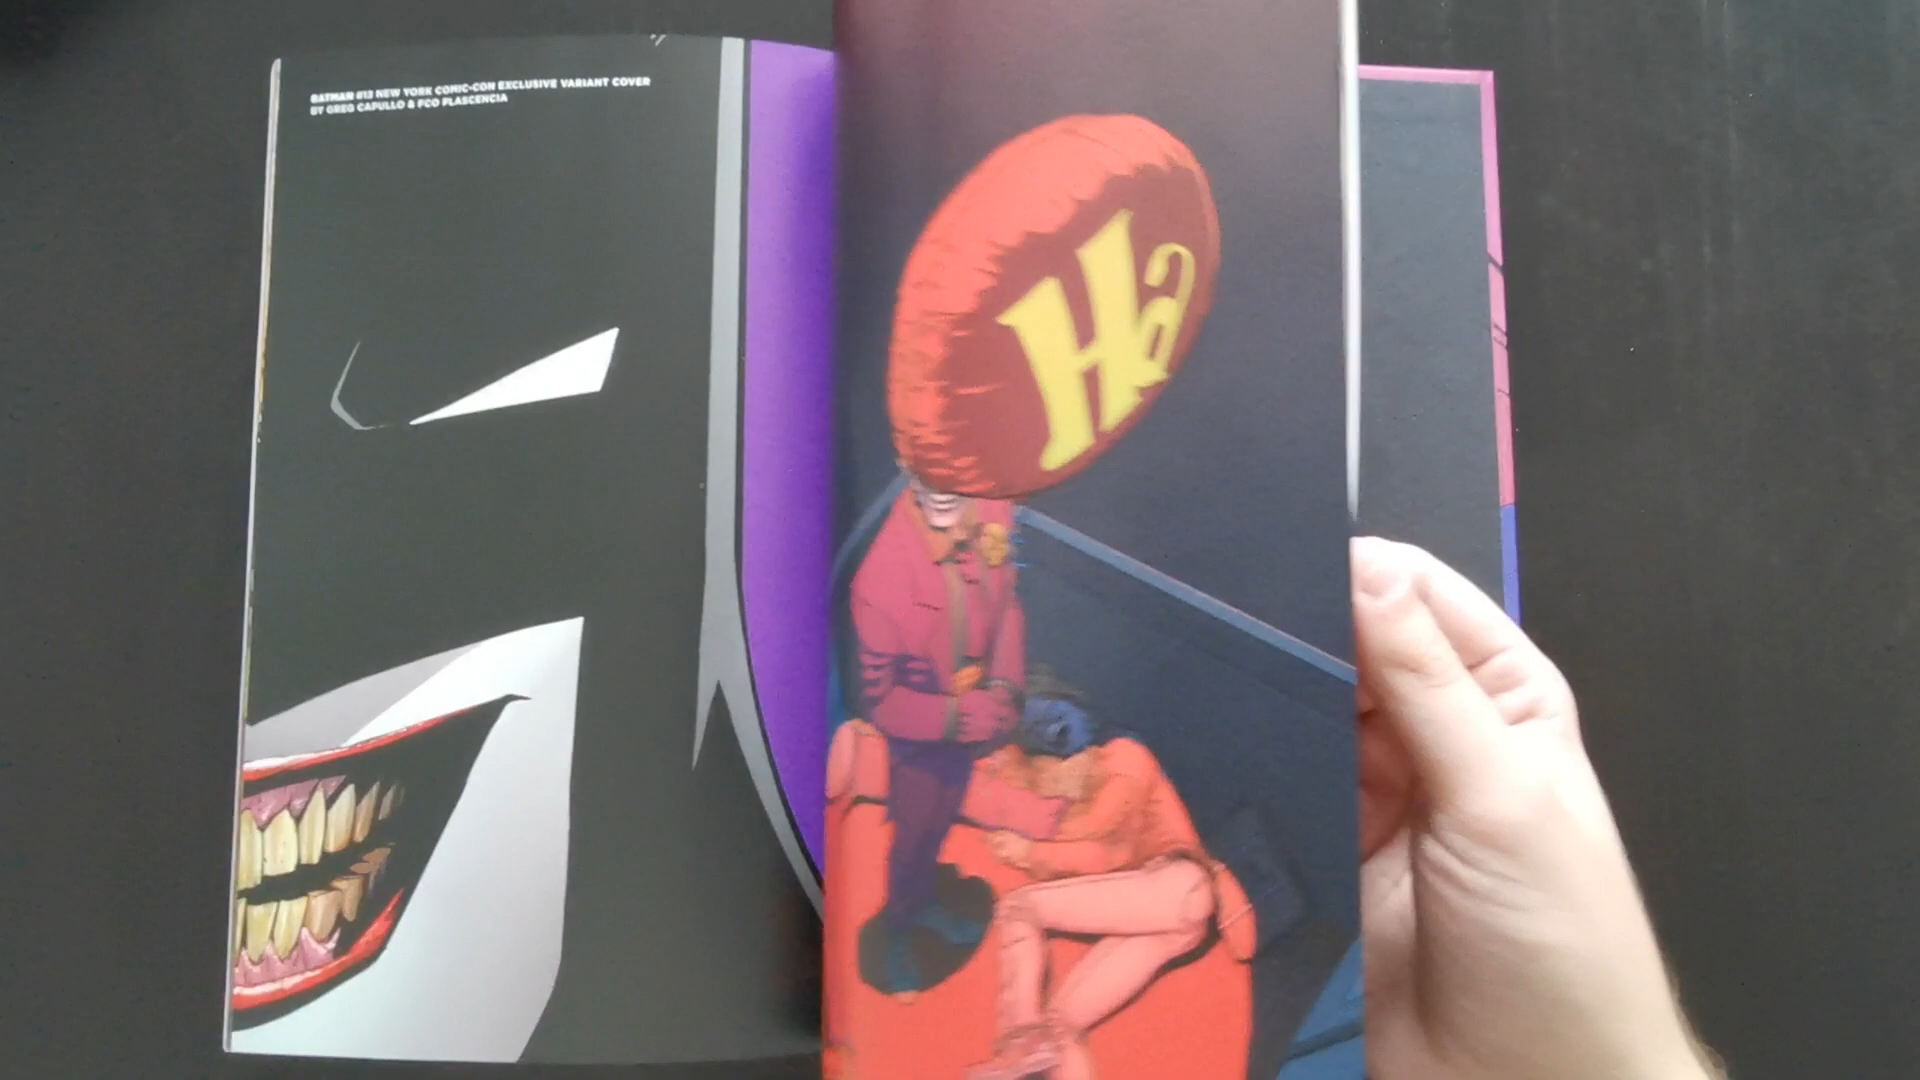 BATMAN #13 NEW YORK COMIC-CON EXCLUSIVE VARIANT COVER
BY GREG CAPULLO & FCO PLASCENCIA
Ha